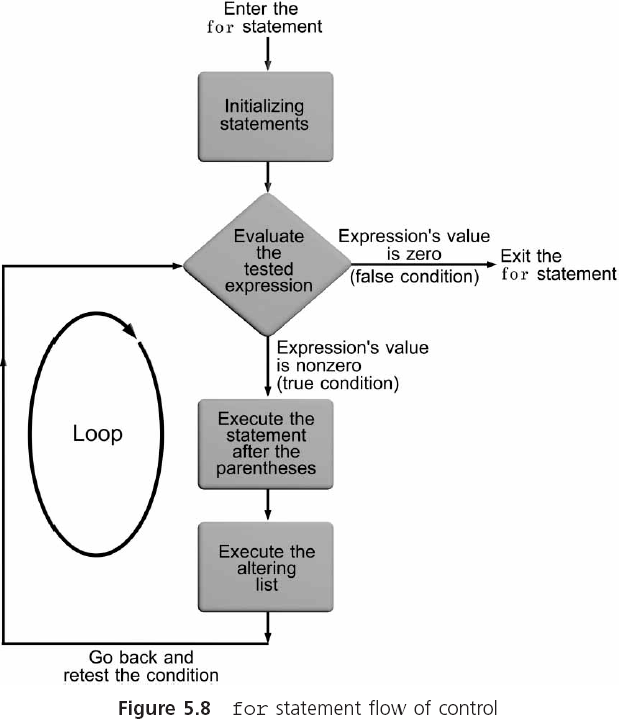 Enter the
for statement
Initializing
statements
Evaluate
the
tested
expression
Expression's value
is zero
(false condition)
Exit the
for statement
Expression's value
is nonzero
(true condition)
Loop
Execute the
statement
after the
parentheses
Execute the
altering
list
Go back and
retest the condition
Figure 5.8 for statement flow of control